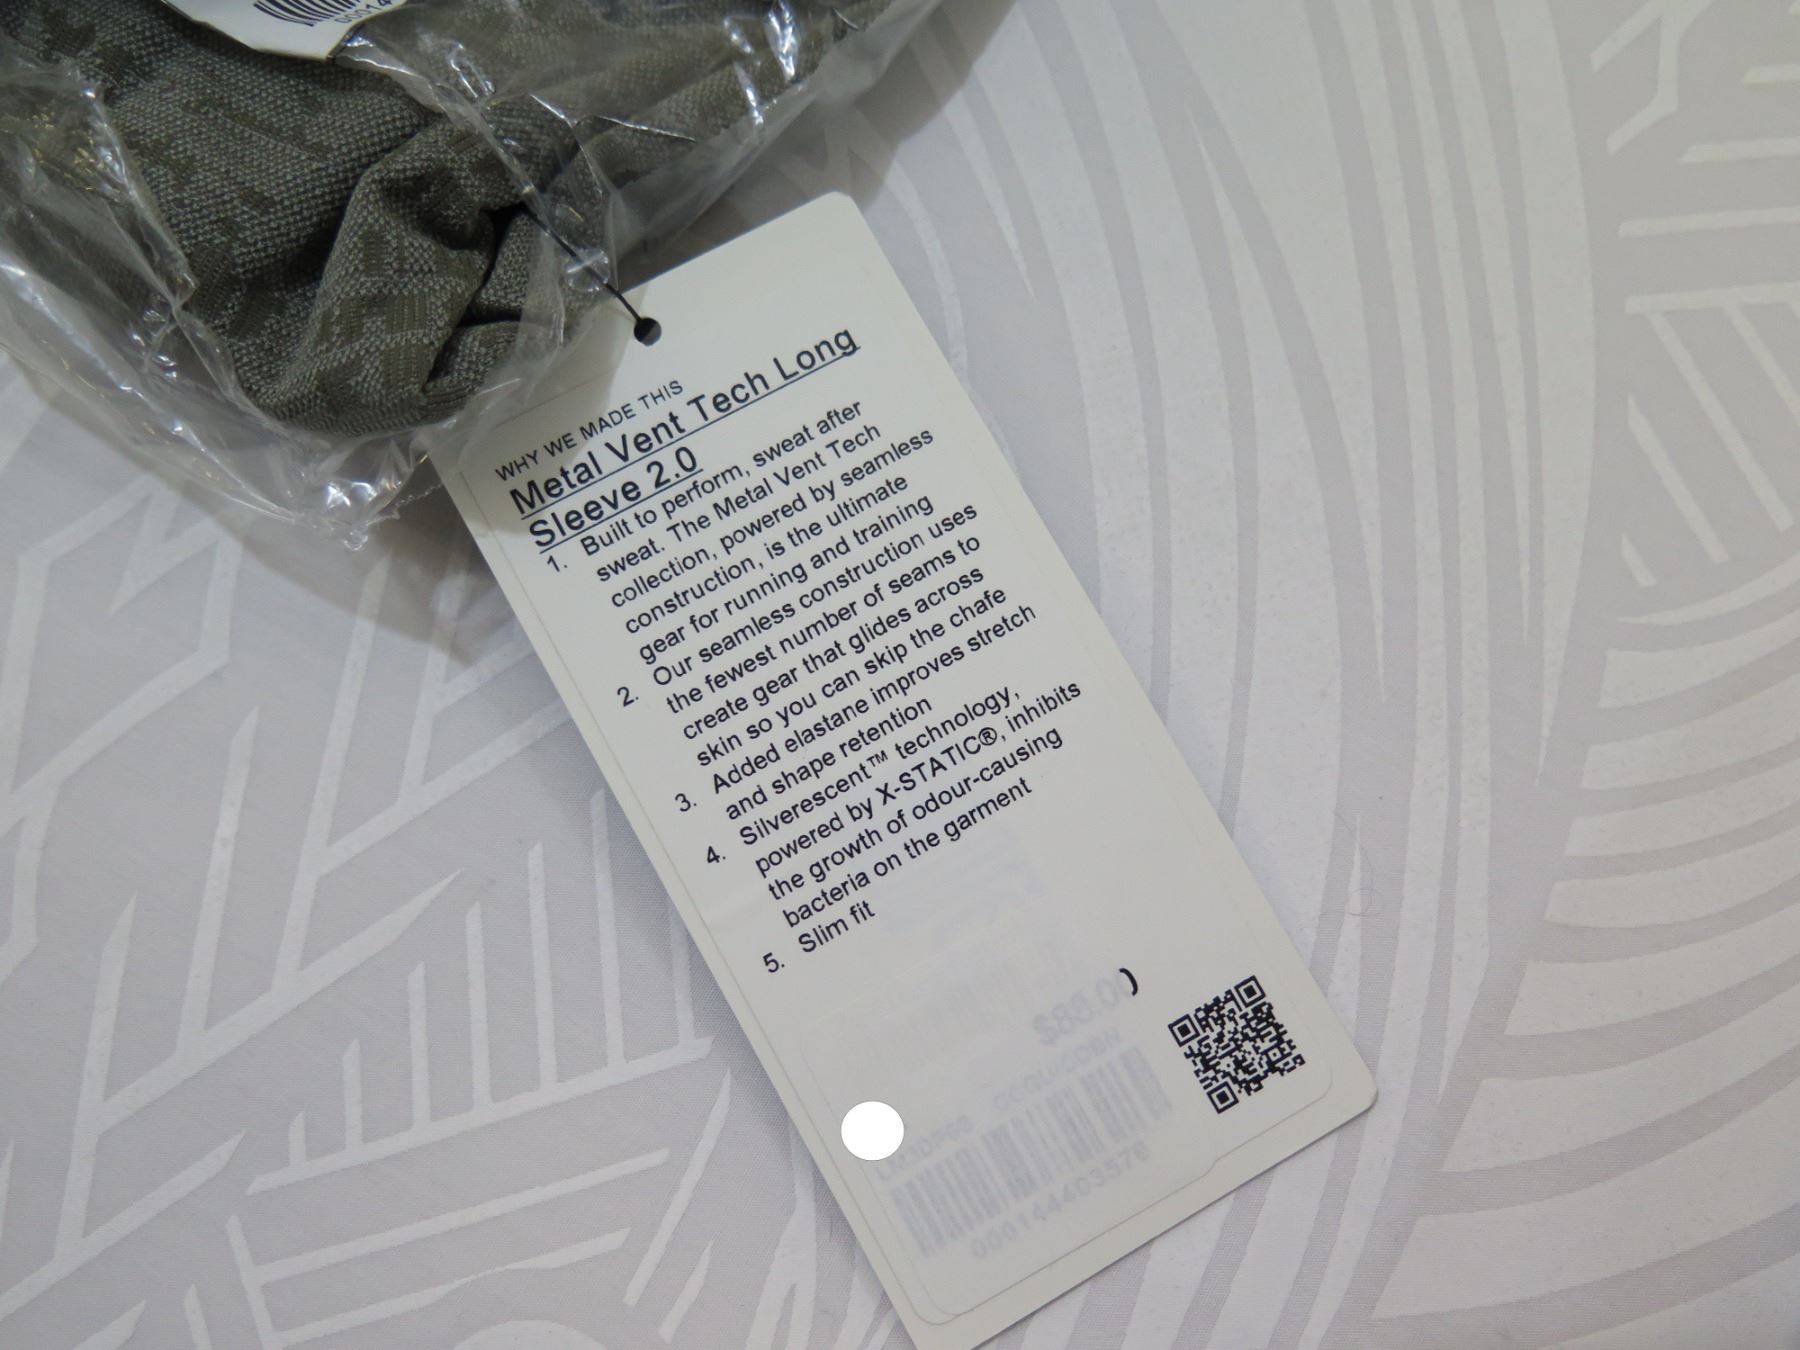 WHY WE MADE THIS
Metal Vent Tech Long
Sleeve 2.0
1. Built to perform, sweat after
sweat. The Metal Vent Tech
collection, powered by seamless
construction, is the ultimate
gear for running and training
2. Our seamless construction uses
the fewest number of seams to
create gear that glides across
skin so you can skip the chafe
3. Added elastane improves stretch
and shape retention
4. Silverescent™ technology,
powered by X-STATIC®, inhibits
the growth of odour-causing
bacteria on the garment
5. Slim fit
$88.00